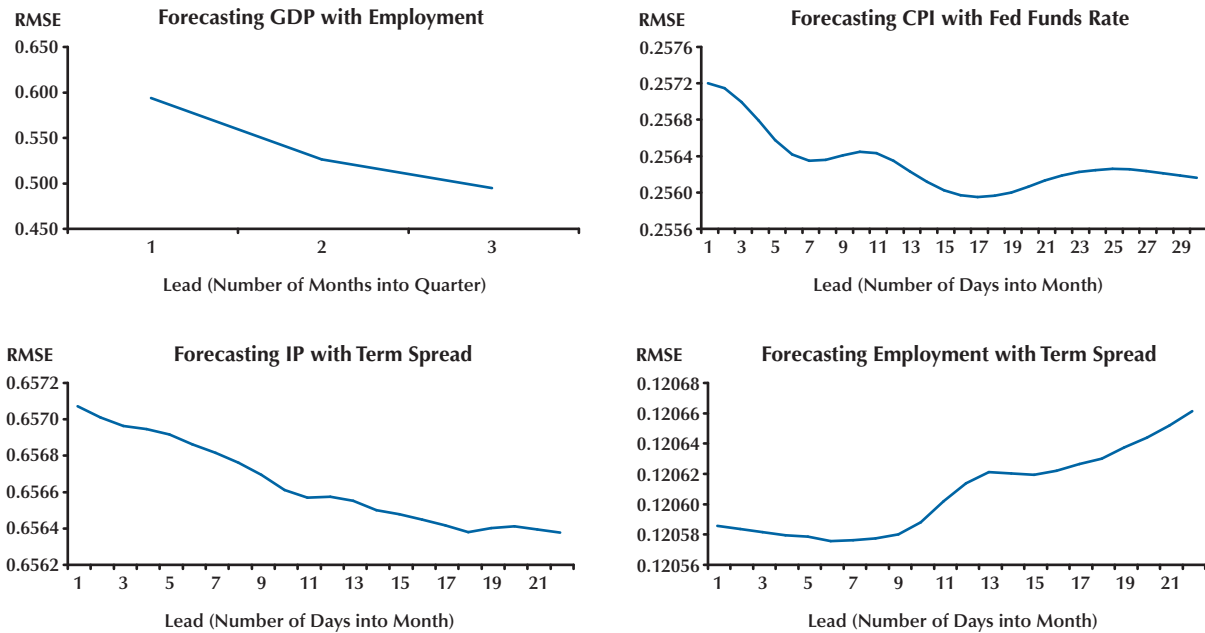 Forecasting GDP with Employment
RMSE
0.650
0.600
0.550
0.500
0.450
1 2 3
Lead (Number of Months into Quarter)
Forecasting CPI with Fed Funds Rate
RMSE
0.2576
0.2572
0.2568
0.2564
0.2560
0.2556
1 3 5 7 9 11 13 15 17 19 21 23 25 27 29
Lead (Number of Days into Month)
Forecasting IP with Term Spread
RMSE
0.6572
0.6570
0.6568
0.6566
0.6564
0.6562
1 3 5 7 9 11 13 15 17 19 21
Lead (Number of Days into Month)
Forecasting Employment with Term Spread
RMSE
0.12068
0.12066
0.12064
0.12062
0.12060
0.12058
0.12056
1 3 5 7 9 11 13 15 17 19 21
Lead (Number of Days into Month)